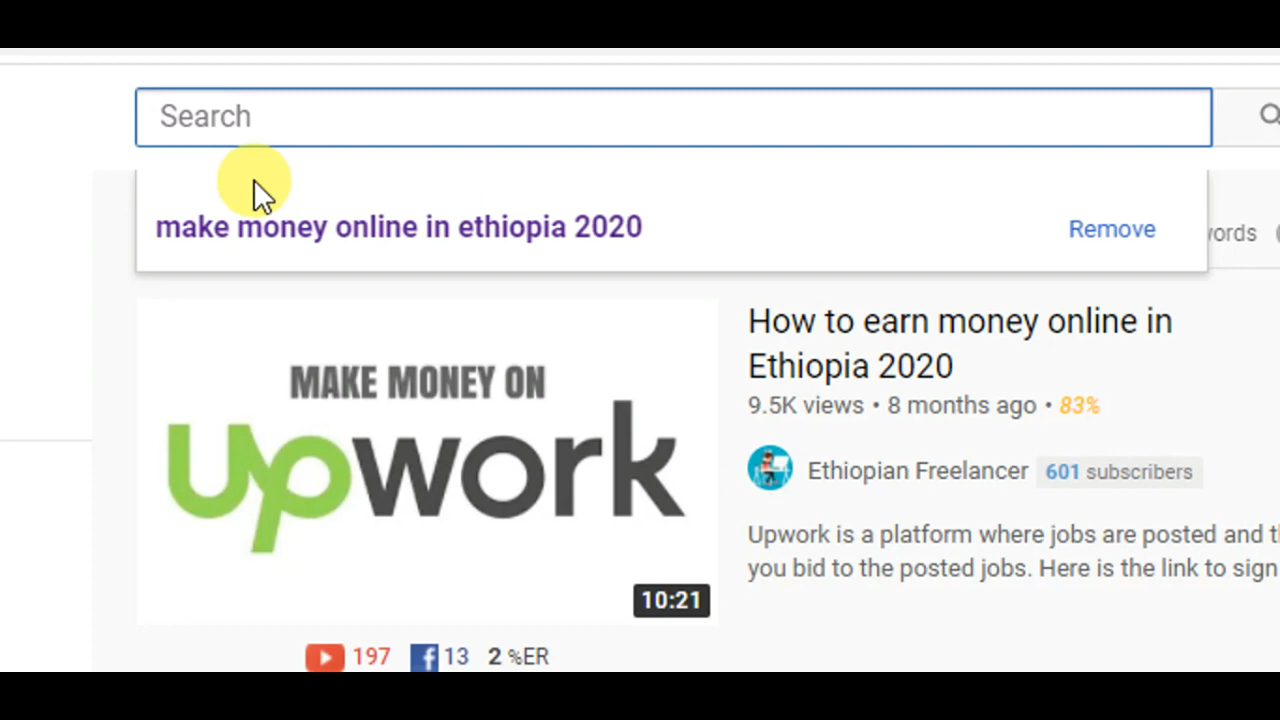 Search
make money online in ethiopia 2020
Remove
words
MAKE MONEY ON
upwork
10:21
How to earn money online in
Ethiopia 2020
9.5K views • 8 months ago • 83%
Ethiopian Freelancer 601 subscribers
Upwork is a platform where jobs are posted and
you bid to the posted jobs. Here is the link to sign
197 13 2 %ER